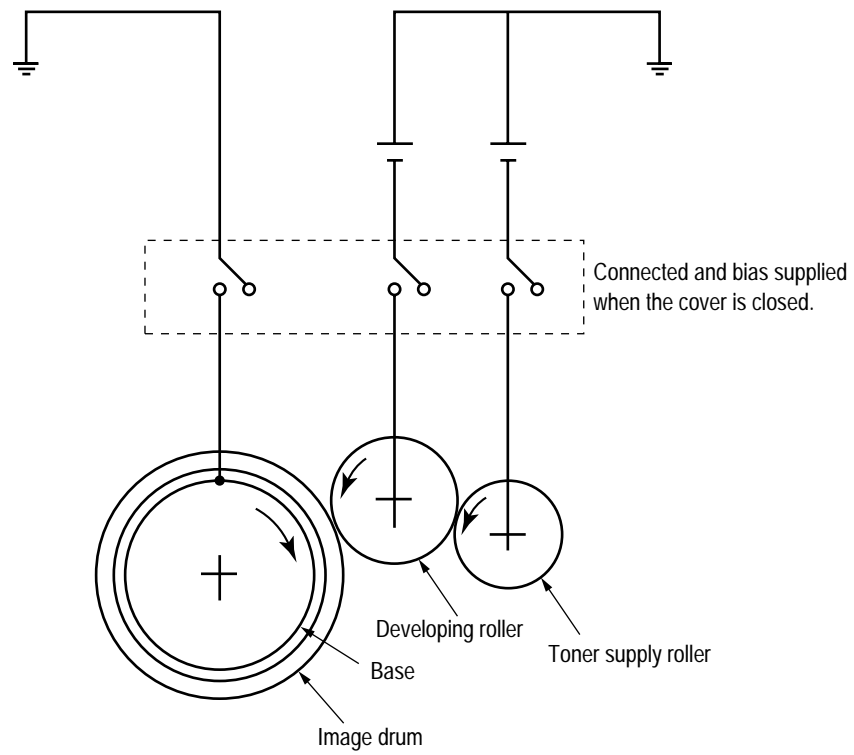 Connected and bias supplied
when the cover is closed.
Developing roller
Toner supply roller
Base
Image drum